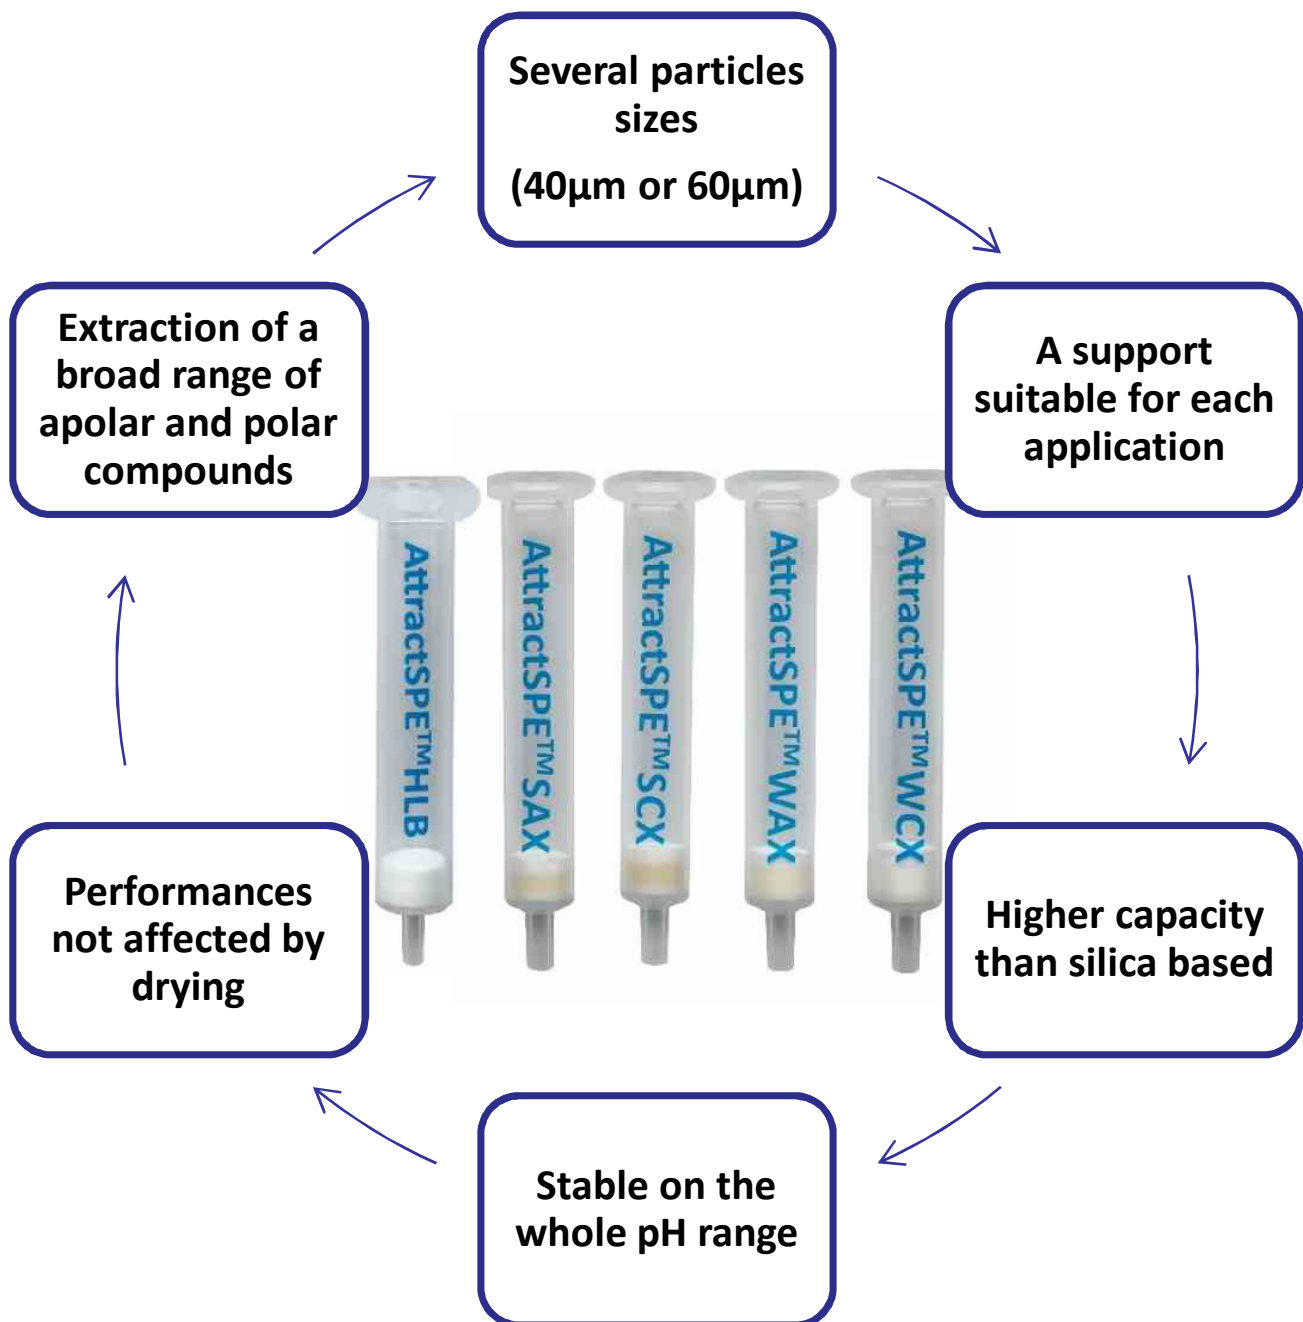 Several particles
sizes
(40µm or 60µm)
A support
suitable for each
application
Higher capacity
than silica based
Stable on the
whole pH range
Performances
not affected by
drying
Extraction of a
broad range of
apolar and polar
compounds
AttractSPE™HLB
AttractSPE™SAX
AttractSPE™SCX
AttractSPE™WAX
AttractSPE™WCX